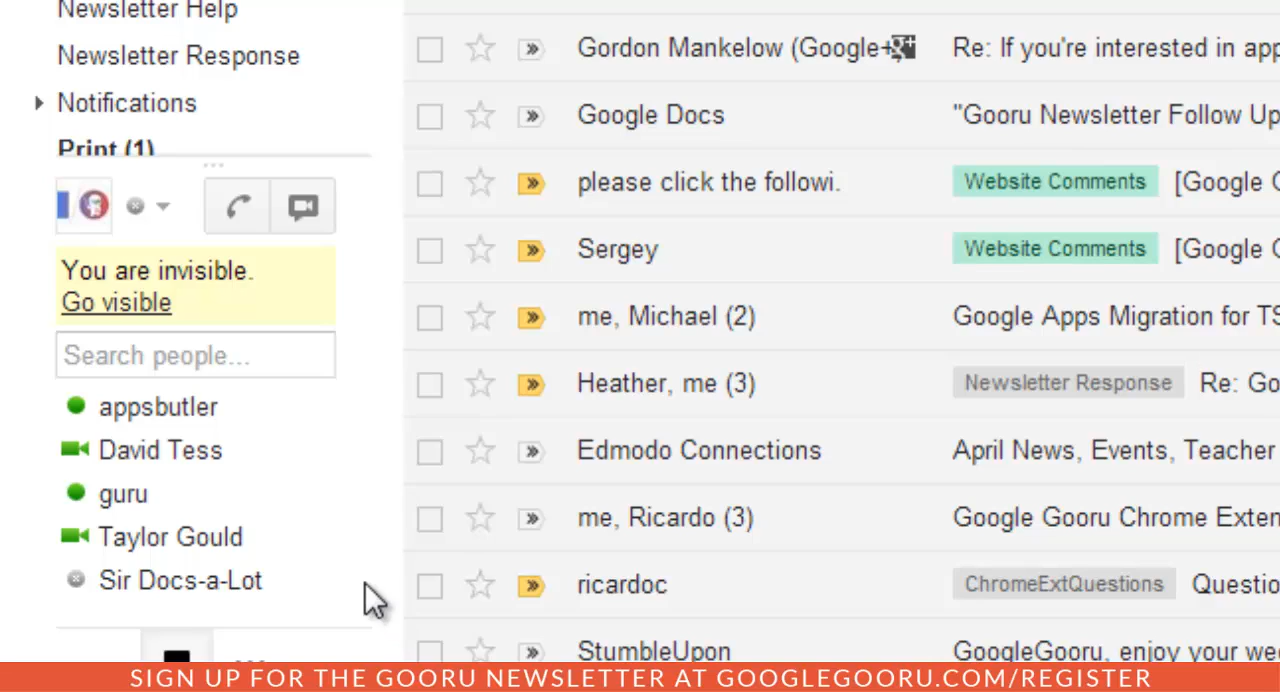 Newsletter Help
Newsletter Response
Notifications
Print (1)
You are invisible.
Go visible
Search people...
appsbutler
David Tess
guru
Taylor Gould
Sir Docs-a-Lot
Gordon Mankelow (Google+ Re: If you're interested in app
Google Docs "Gooru Newsletter Follow Up
please click the followi. Website Comments [Google
Sergey Website Comments [Google
me, Michael (2) Google Apps Migration for TS
Heather, me (3) Newsletter Response Re: Go
Edmodo Connections April News, Events, Teacher
me, Ricardo (3) Google Gooru Chrome Exten
ricardoc ChromeExtQuestions Questio
StumbleUpon GoogleGooru, enjoy your we
SIGN UP FOR THE GOORU NEWSLETTER AT GOOGLEGOORU.COM/REGISTER